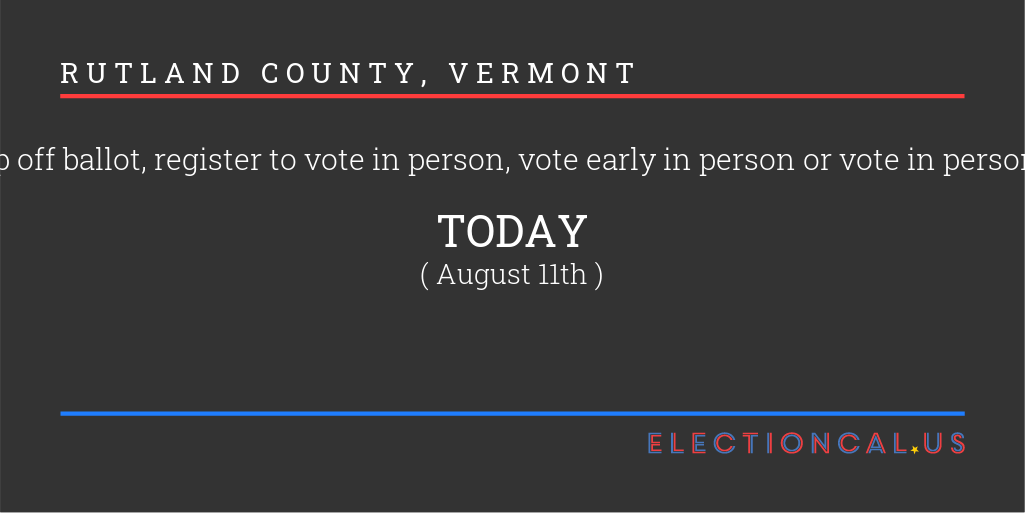 RUTLAND COUNTY, VERMONT
off ballot, register to vote in person, vote early in person or vote in
TODAY
( August 11th )
ELECTIONCAL.US